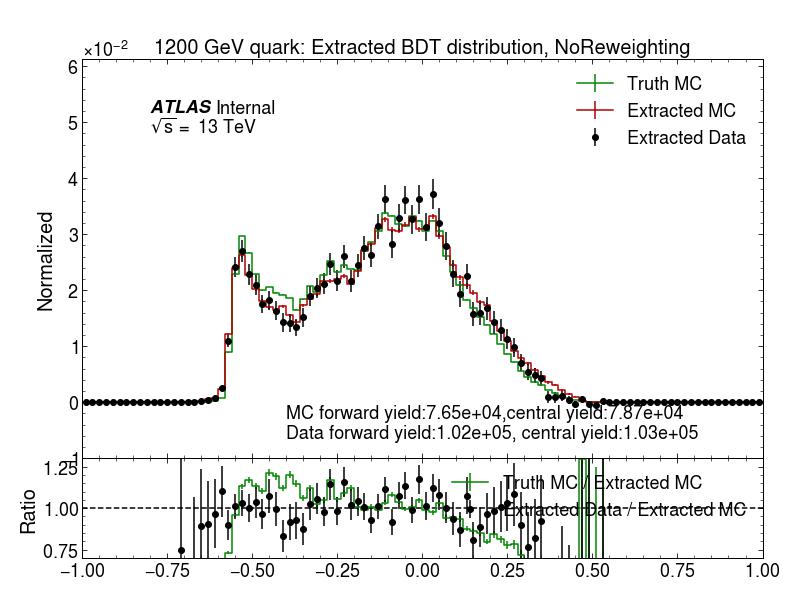 ×10⁻² 1200 GeV quark: Extracted BDT distribution, NoReweighting
6
5
4
3
2
1
0
1
Normalized
ATLAS Internal
√s = 13 TeV
Truth MC
Extracted MC
Extracted Data
MC forward yield:7.65e+04,central yield:7.87e+04
Data forward yield:1.02e+05, central yield:1.03e+05
1.25
1.00
0.75
Ratio
Truth MC / Extracted MC
Extracted Data / Extracted MC
−1.00 −0.75 −0.50 −0.25 0.00 0.25 0.50 0.75 1.00